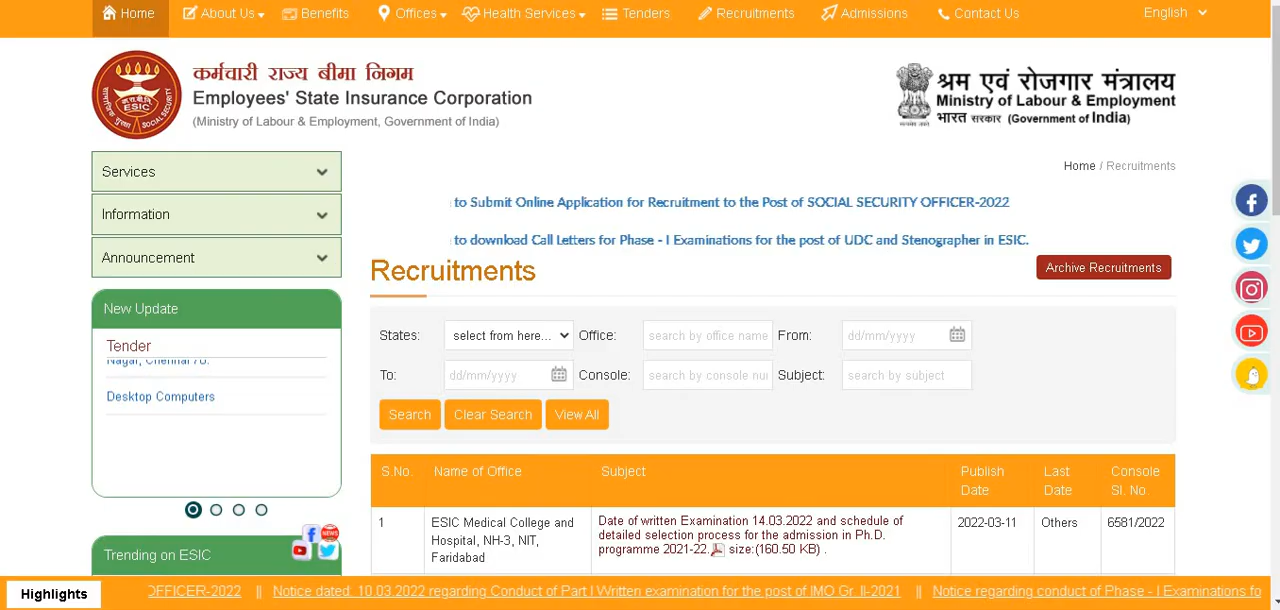 Home About Us Benefits Offices Health Services Tenders Recruitments Admissions Contact Us English
कर्मचारी राज्य बीमा निगम
Employees' State Insurance Corporation
(Ministry of Labour & Employment, Government of India)
ESIC
श्रम एवं रोजगार मंत्रालय
Ministry of Labour & Employment
भारत सरकार (Government of India)
Services
Information
Announcement
New Update
Tender
Nagar, Chennai 78.
Desktop Computers
Trending on ESIC
Home / Recruitments
to Submit Online Application for Recruitment to the Post of SOCIAL SECURITY OFFICER-2022
to download Call Letters for Phase - I Examinations for the post of UDC and Stenographer in ESIC.
Recruitments
Archive Recruitments
States: select from here... Office: search by office name From: dd/mm/yyyy
To: dd/mm/yyyy Console: search by console nu Subject: search by subject
Search Clear Search View All
S No. Name of Office Subject Publish Date Last Date Console Sl. No.
1 ESIC Medical College and Hospital, NH-3, NIT, Faridabad
Date of written Examination 14.03.2022 and schedule of
detailed selection process for the admission in Ph.D.
programme 2021-22. size:(160.50 KB) .
2022-03-11 Others 6581/2022
Highlights OFFICER-2022 || Notice dated: 10.03.2022 regarding Conduct of Part I Written examination for the post of IMO Gr. II-2021 || Notice regarding conduct of Phase - I Examinations fo